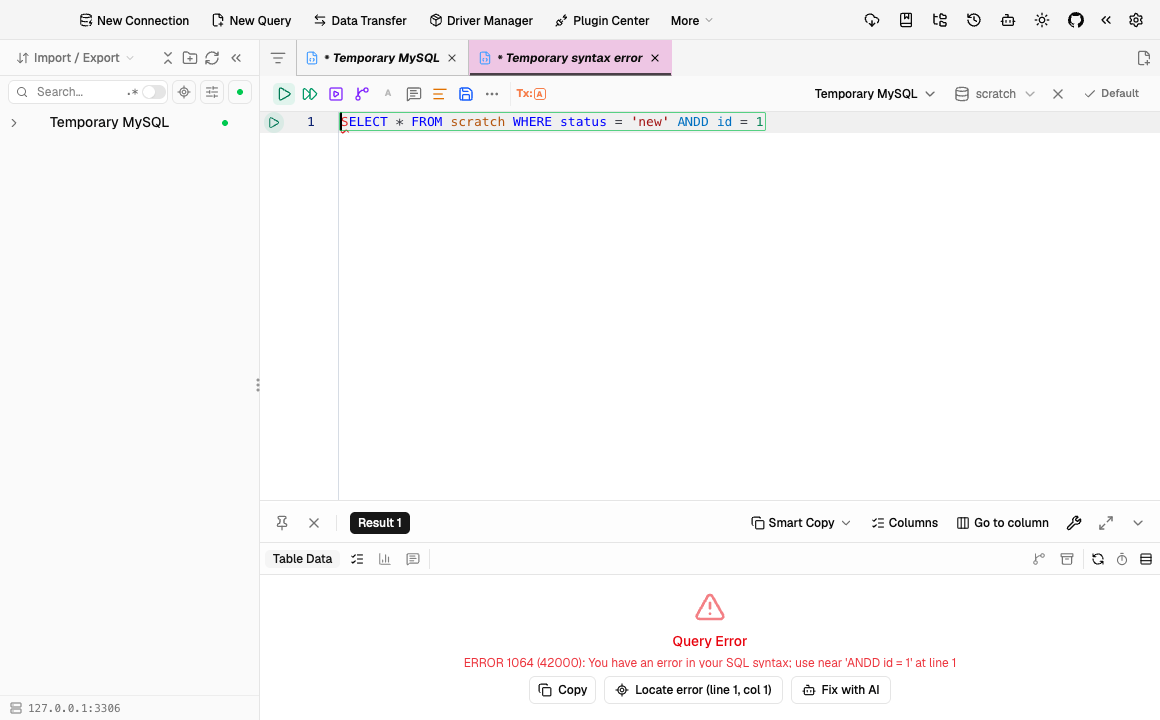 New Connection New Query Data Transfer Driver Manager Plugin Center More
Import / Export
* Temporary MySQL * Temporary syntax error
Search... .*
A Tx: A Temporary MySQL scratch Default
Temporary MySQL
1 SELECT * FROM scratch WHERE status = 'new' ANDD id = 1
Result 1 Smart Copy Columns Go to column
Table Data
Query Error
ERROR 1064 (42000): You have an error in your SQL syntax; use near 'ANDD id = 1' at line 1
Copy Locate error (line 1, col 1) Fix with AI
127.0.0.1:3306